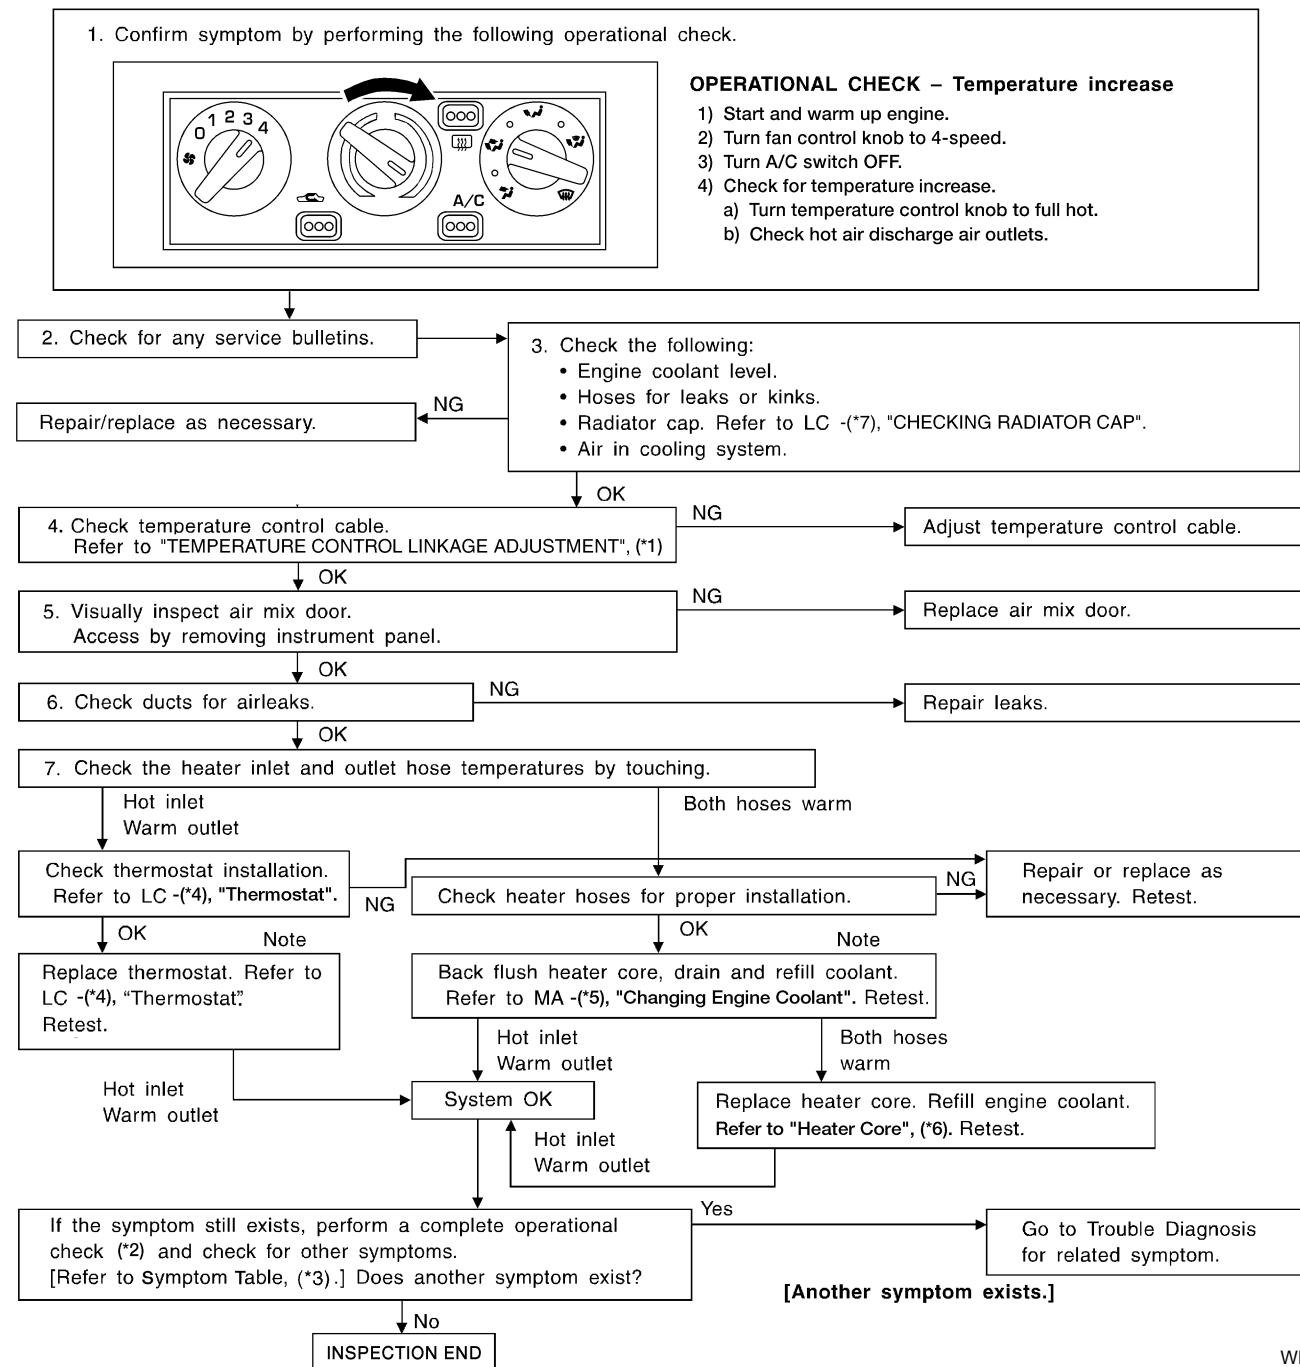 1. Confirm symptom by performing the following operational check.
0 1 2 3 4
A/C
OPERATIONAL CHECK – Temperature increase
1) Start and warm up engine.
2) Turn fan control knob to 4-speed.
3) Turn A/C switch OFF.
4) Check for temperature increase.
a) Turn temperature control knob to full hot.
b) Check hot air discharge air outlets.
2. Check for any service bulletins.
3. Check the following:
• Engine coolant level.
• Hoses for leaks or kinks.
• Radiator cap. Refer to LC -(*7), "CHECKING RADIATOR CAP".
• Air in cooling system.
NG
Repair/replace as necessary.
OK
4. Check temperature control cable.
Refer to "TEMPERATURE CONTROL LINKAGE ADJUSTMENT", (*1)
NG
Adjust temperature control cable.
OK
5. Visually inspect air mix door.
Access by removing instrument panel.
NG
Replace air mix door.
OK
6. Check ducts for airleaks.
NG
Repair leaks.
OK
7. Check the heater inlet and outlet hose temperatures by touching.
Hot inlet
Warm outlet
Both hoses warm
Check thermostat installation.
Refer to LC -(*4), "Thermostat".
NG
Check heater hoses for proper installation.
NG
Repair or replace as
necessary. Retest.
OK
Note
OK
Note
Replace thermostat. Refer to
LC -(*4), “Thermostat”.
Retest.
Back flush heater core, drain and refill coolant.
Refer to MA -(*5), "Changing Engine Coolant". Retest.
Hot inlet
Warm outlet
Both hoses
warm
Hot inlet
Warm outlet
System OK
Replace heater core. Refill engine coolant.
Refer to "Heater Core", (*6). Retest.
Hot inlet
Warm outlet
If the symptom still exists, perform a complete operational
check (*2) and check for other symptoms.
[Refer to Symptom Table, (*3).] Does another symptom exist?
Yes
Go to Trouble Diagnosis
for related symptom.
[Another symptom exists.]
No
INSPECTION END